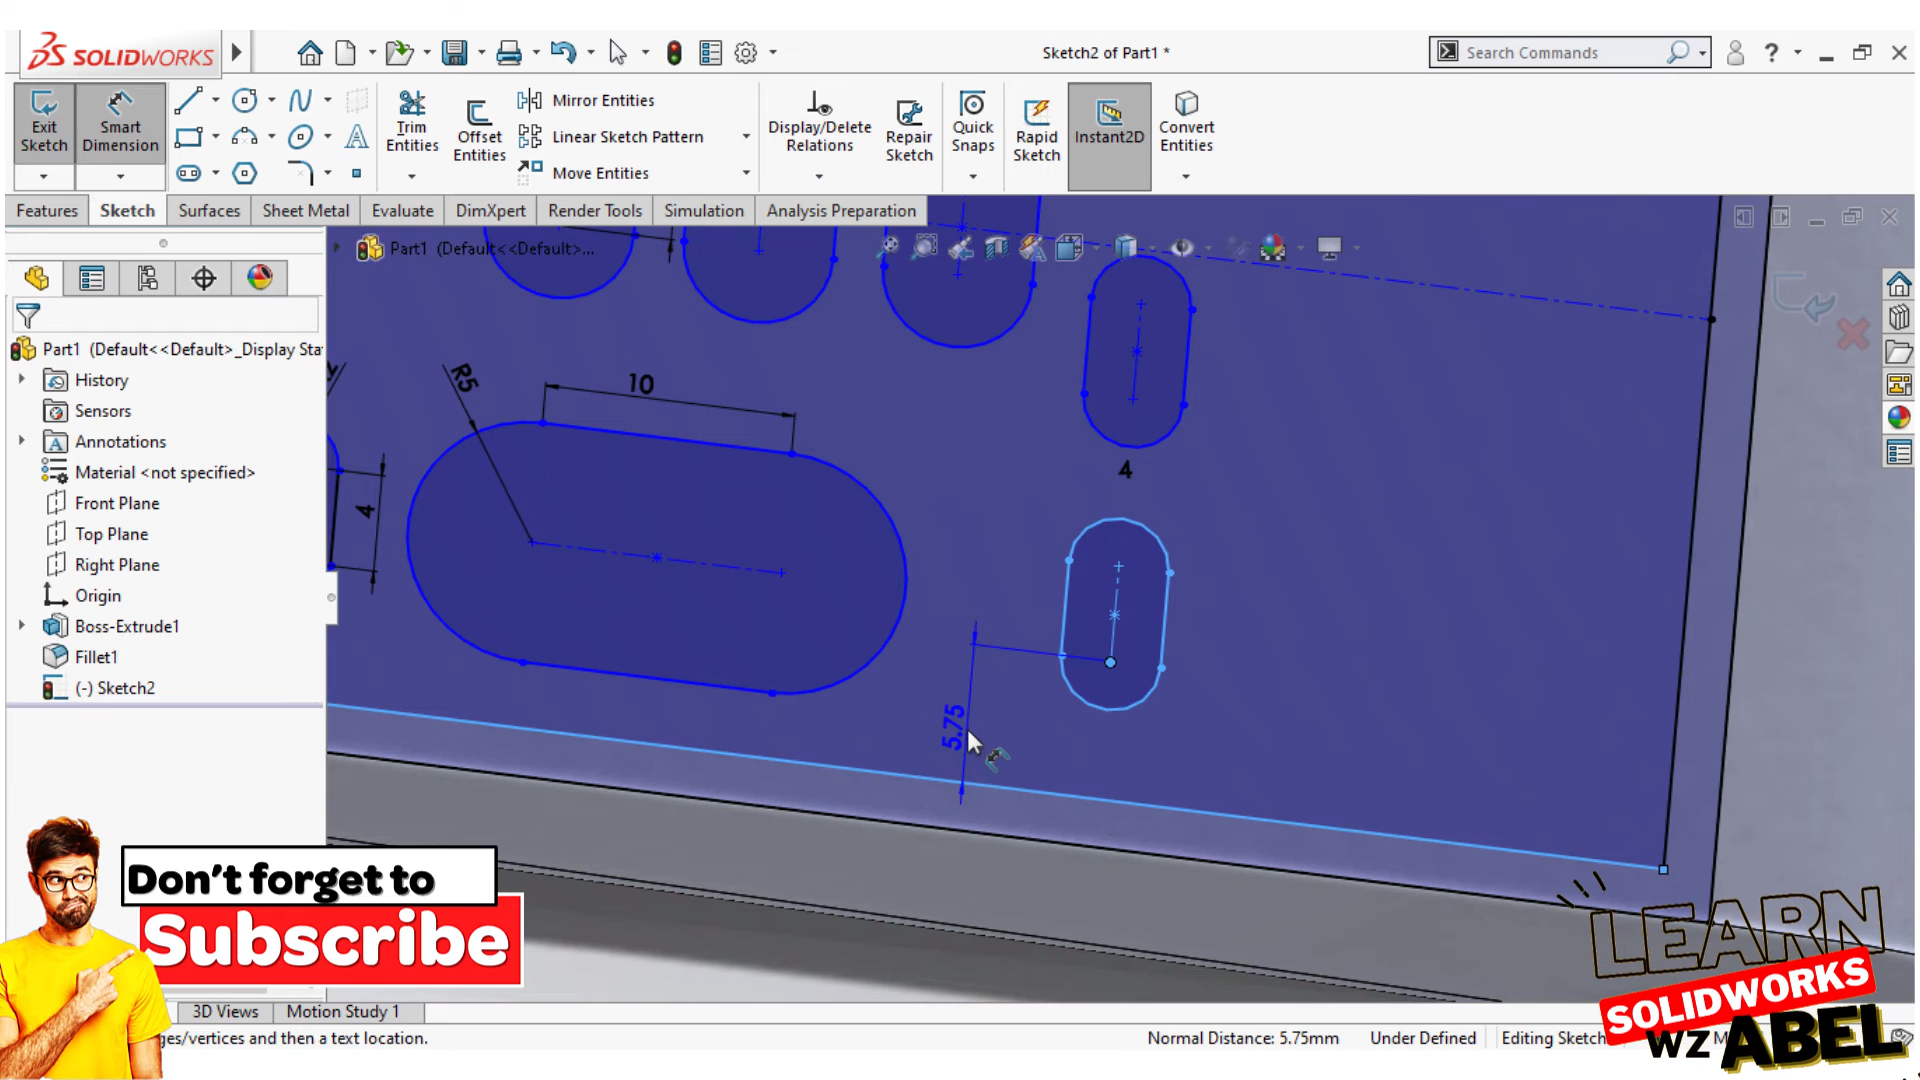 SOLIDWORKS
Sketch2 of Part1 *
Search Commands
?
Exit Sketch
Smart Dimension
Trim Entities
Offset Entities
Mirror Entities
Linear Sketch Pattern
Move Entities
Display/Delete Relations
Repair Sketch
Quick Snaps
Rapid Sketch
Instant2D
Convert Entities
Features
Sketch
Surfaces
Sheet Metal
Evaluate
DimXpert
Render Tools
Simulation
Analysis Preparation
Part1 (Default<<Default>...
Part1 (Default<<Default>_Display Sta
History
Sensors
Annotations
Material <not specified>
Front Plane
Top Plane
Right Plane
Origin
Boss-Extrude1
Fillet1
(-) Sketch2
R5
10
4
4
5.75
Don't forget to
Subscribe
LEARN
SOLIDWORKS
WZ ABEL
3D Views
Motion Study 1
ges/vertices and then a text location.
Normal Distance: 5.75mm
Under Defined
Editing Sketch